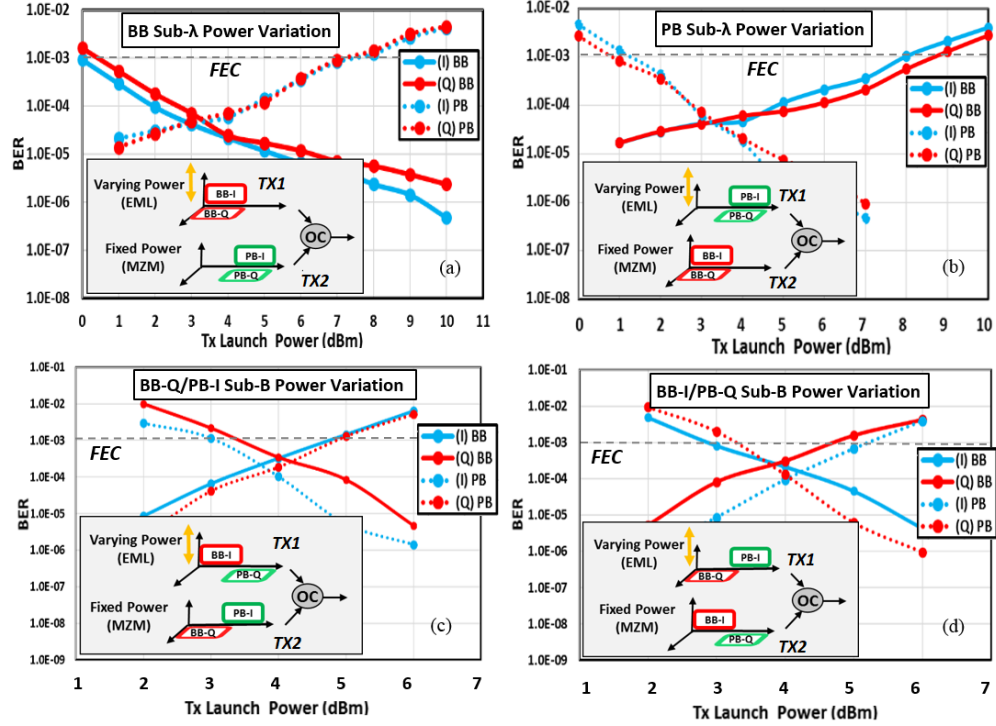 BB Sub-λ Power Variation
1.0E-02
1.0E-03
1.0E-04
1.0E-05
1.0E-06
1.0E-07
1.0E-08
BER
FEC
(I) BB
(Q) BB
(I) PB
(Q) PB
Varying Power
(EML)
BB-I
BB-Q
TX1
Fixed Power
(MZM)
PB-I
PB-Q
TX2
OC
(a)
0 1 2 3 4 5 6 7 8 9 10 11
Tx Launch Power (dBm)
PB Sub-λ Power Variation
1.0E-02
1.0E-03
1.0E-04
1.0E-05
1.0E-06
1.0E-07
1.0E-08
BER
FEC
(I) BB
(Q) BB
(I) PB
(Q) PB
Varying Power
(EML)
PB-I
PB-Q
TX1
Fixed Power
(MZM)
BB-I
BB-Q
TX2
OC
(b)
0 1 2 3 4 5 6 7 8 9 10
Tx Launch Power (dBm)
BB-Q/PB-I Sub-B Power Variation
1.0E-01
1.0E-02
1.0E-03
1.0E-04
1.0E-05
1.0E-06
1.0E-07
1.0E-08
1.0E-09
BER
FEC
(I) BB
(Q) BB
(I) PB
(Q) PB
Varying Power
(EML)
BB-I
PB-Q
TX1
Fixed Power
(MZM)
PB-I
BB-Q
TX2
OC
(c)
1 2 3 4 5 6 7
Tx Launch Power (dBm)
BB-I/PB-Q Sub-B Power Variation
1.0E-01
1.0E-02
1.0E-03
1.0E-04
1.0E-05
1.0E-06
1.0E-07
1.0E-08
1.0E-09
BER
FEC
(I) BB
(Q) BB
(I) PB
(Q) PB
Varying Power
(EML)
PB-I
BB-Q
TX1
Fixed Power
(MZM)
BB-I
PB-Q
TX2
OC
(d)
1 2 3 4 5 6 7
Tx Launch Power (dBm)